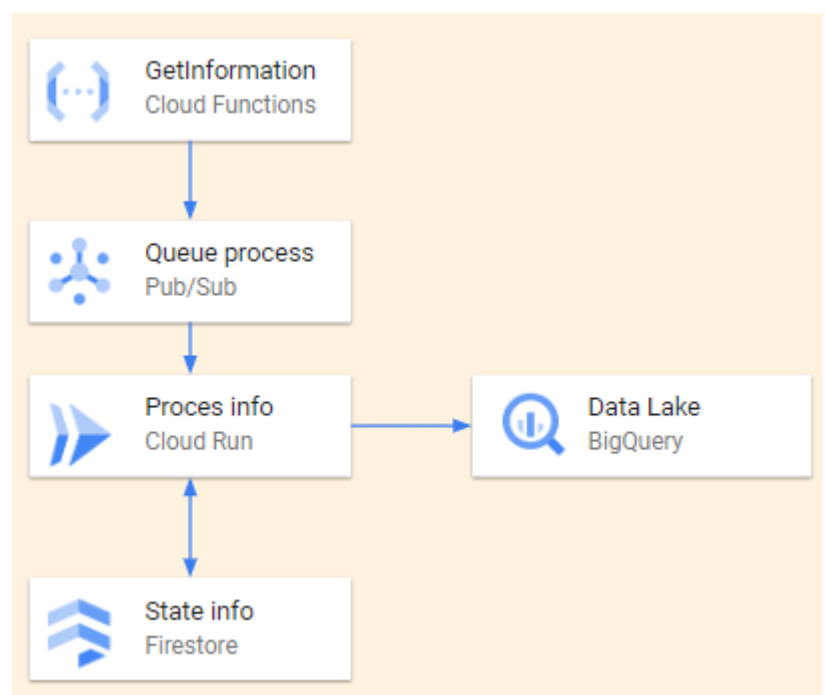 GetInformation
Cloud Functions
Queue process
Pub/Sub
Proces info
Cloud Run
Data Lake
BigQuery
State info
Firestore